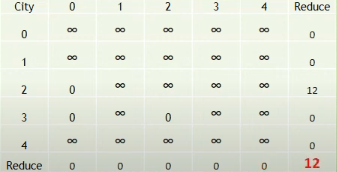 City 0 1 2 3 4 Reduce
0 ∞ ∞ ∞ ∞ ∞ 0
1 ∞ ∞ ∞ ∞ ∞ 0
2 0 ∞ ∞ ∞ ∞ 12
3 0 ∞ 0 ∞ ∞ 0
4 ∞ ∞ ∞ ∞ ∞ 0
Reduce 0 0 0 0 0 12